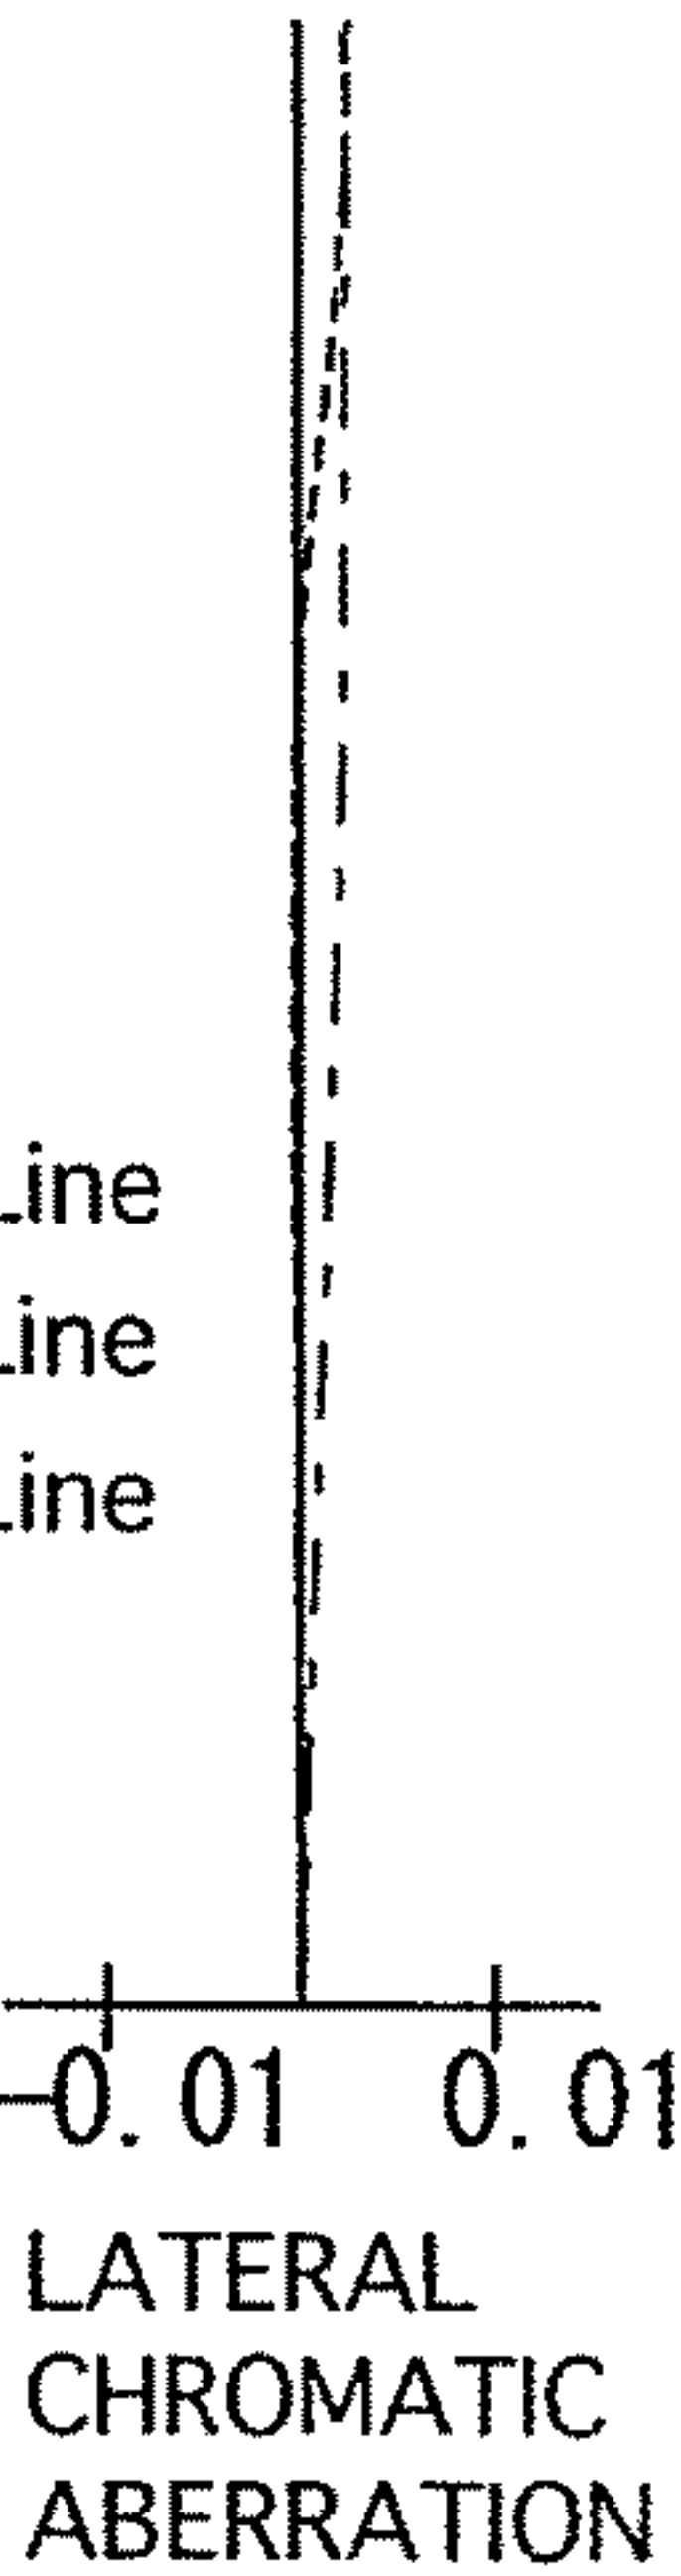 Line
Line
Line
-0.01 0.01
LATERAL
CHROMATIC
ABERRATION